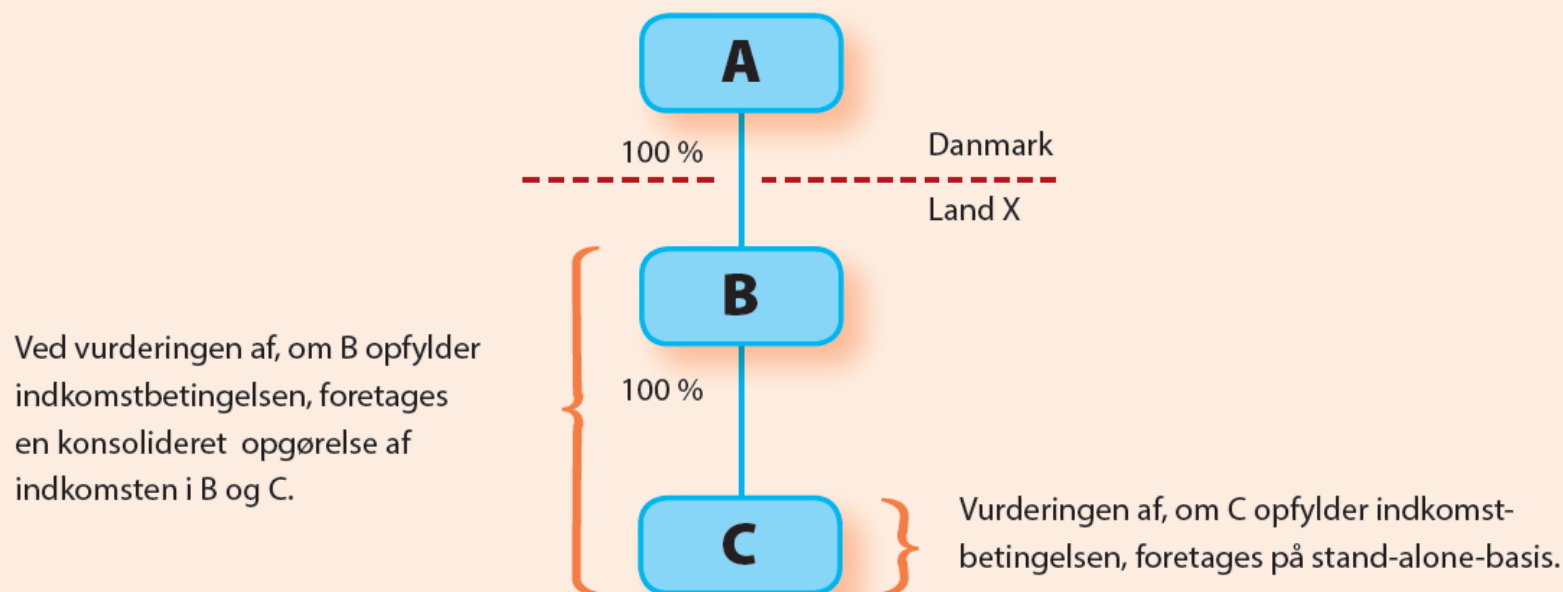 A
100 %
Danmark
Land X
B
Ved vurderingen af, om B opfylder
indkomstbetingelsen, foretages
en konsolideret opgørelse af
indkomsten i B og C.
100 %
C
Vurderingen af, om C opfylder indkomst-
betingelsen, foretages på stand-alone-basis.